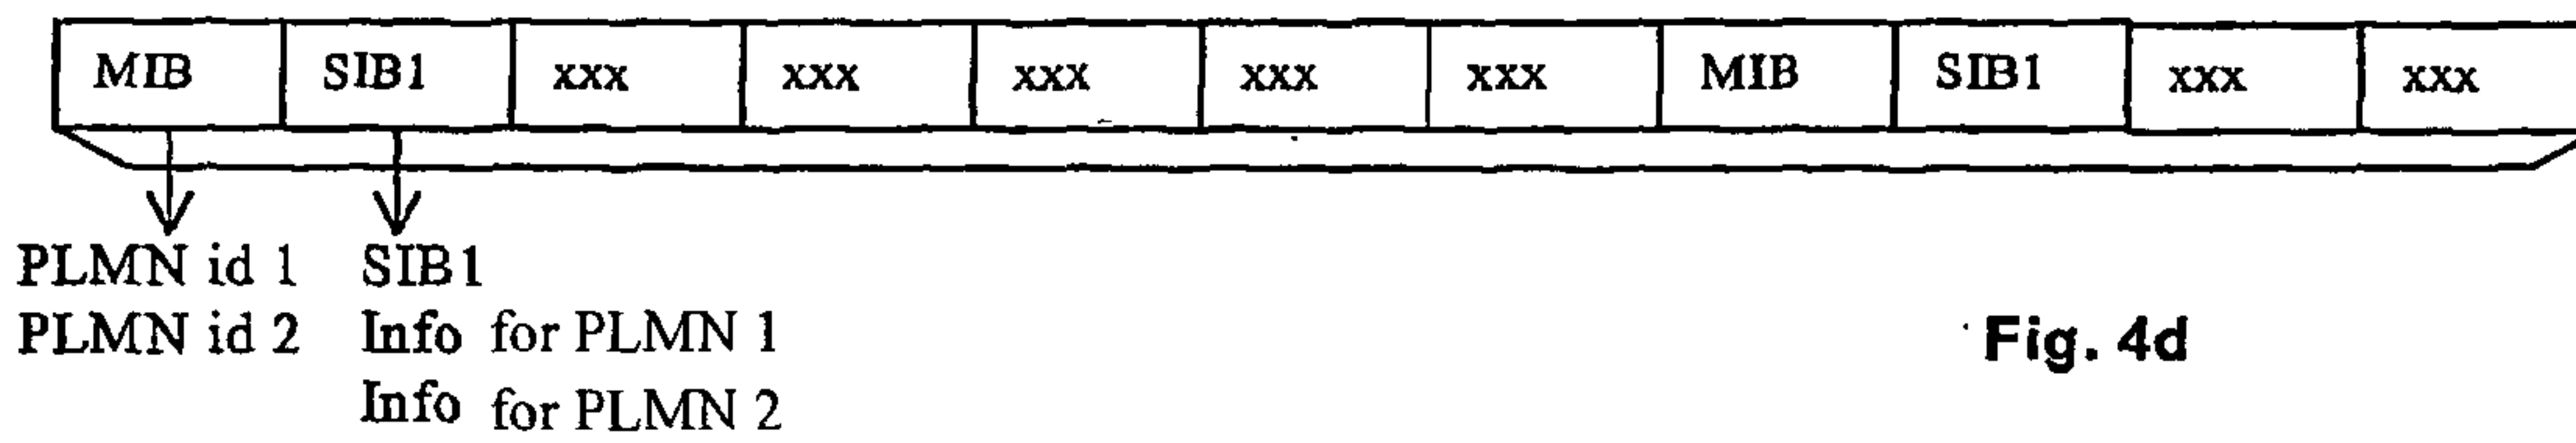 MIB SIB1 xxx xxx xxx xxx xxx MIB SIB1 xxx xxx
PLMN id 1 SIB1
PLMN id 2 Info for PLMN 1
Info for PLMN 2
Fig. 4d